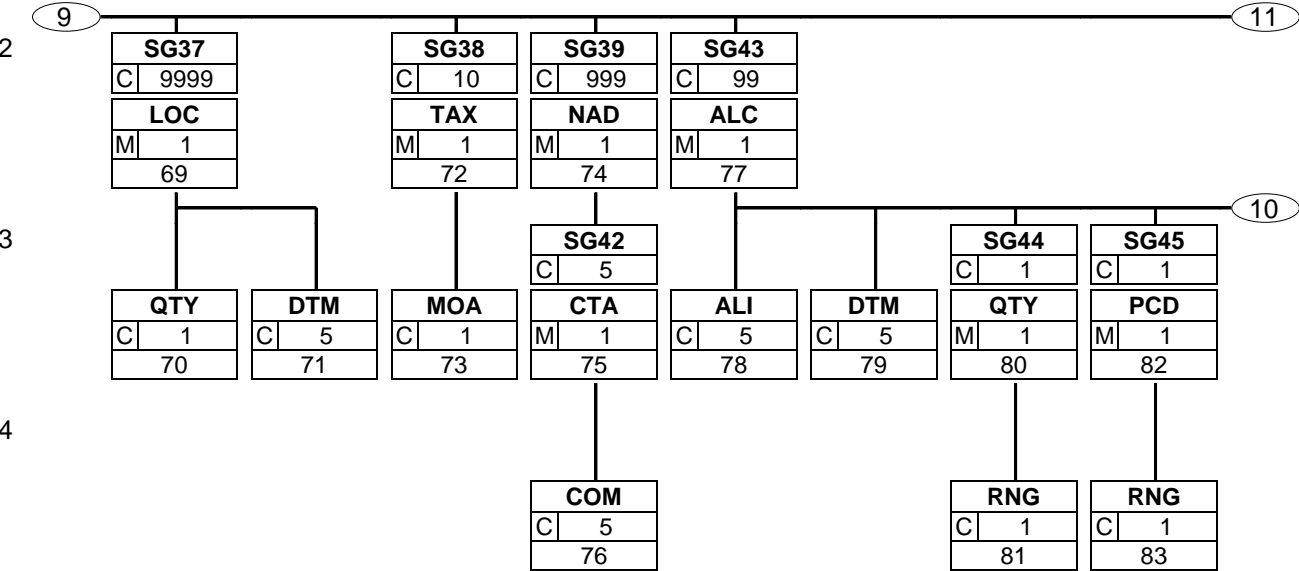 9 11
2 SG37 SG38 SG39 SG43
C 9999 C 10 C 999 C 99
LOC TAX NAD ALC
M 1 M 1 M 1 M 1
69 72 74 77
10
3 SG42 SG44 SG45
C 5 C 1 C 1
QTY DTM MOA CTA ALI DTM QTY PCD
C 1 C 5 C 1 M 1 C 5 C 5 M 1 M 1
70 71 73 75 78 79 80 82
4
COM RNG RNG
C 5 C 1 C 1
76 81 83